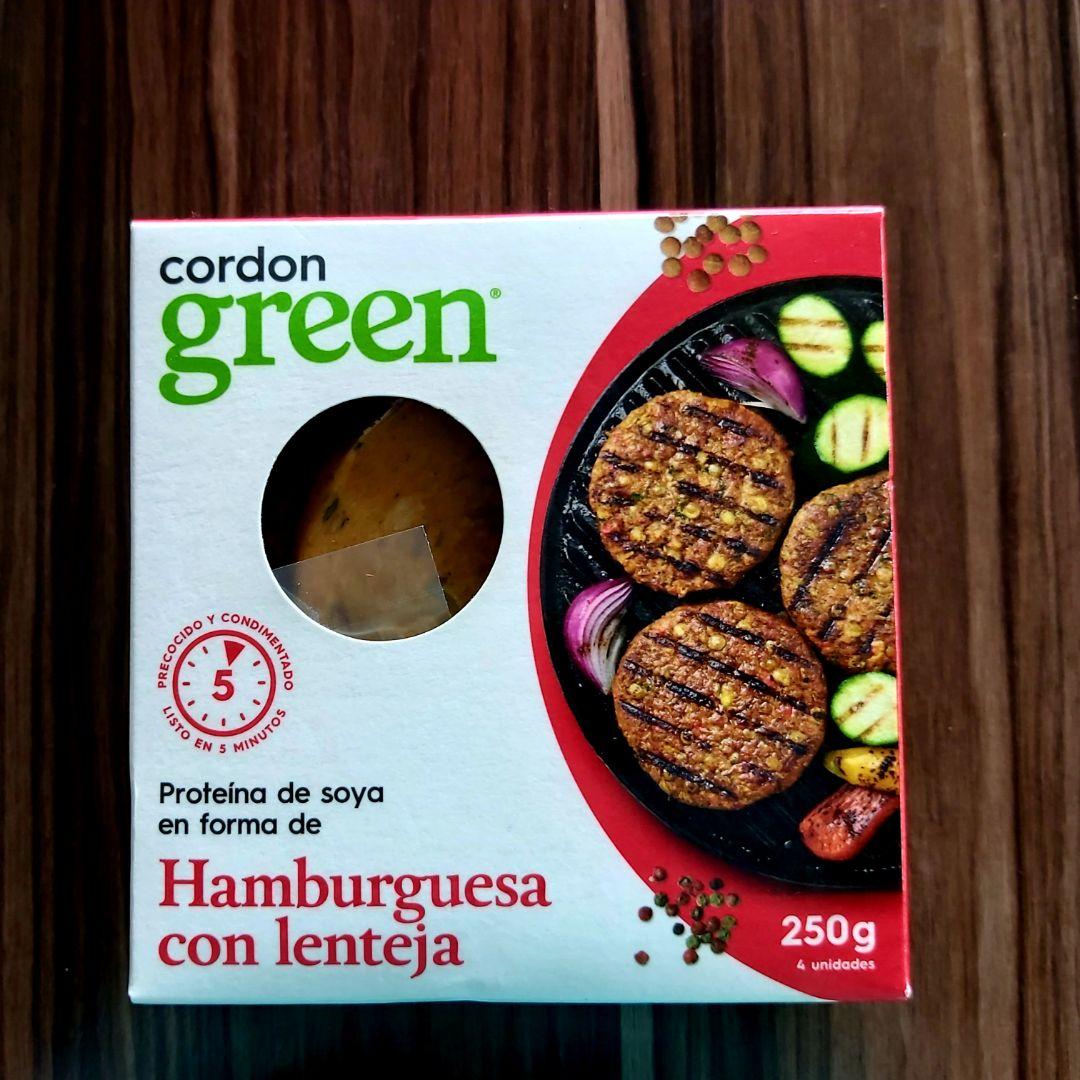 cordon
green®
PRECOCIDO Y CONDIMENTADO
5
LISTO EN 5 MINUTOS
Proteína de soya
en forma de
Hamburguesa
con lenteja
250g
4 unidades